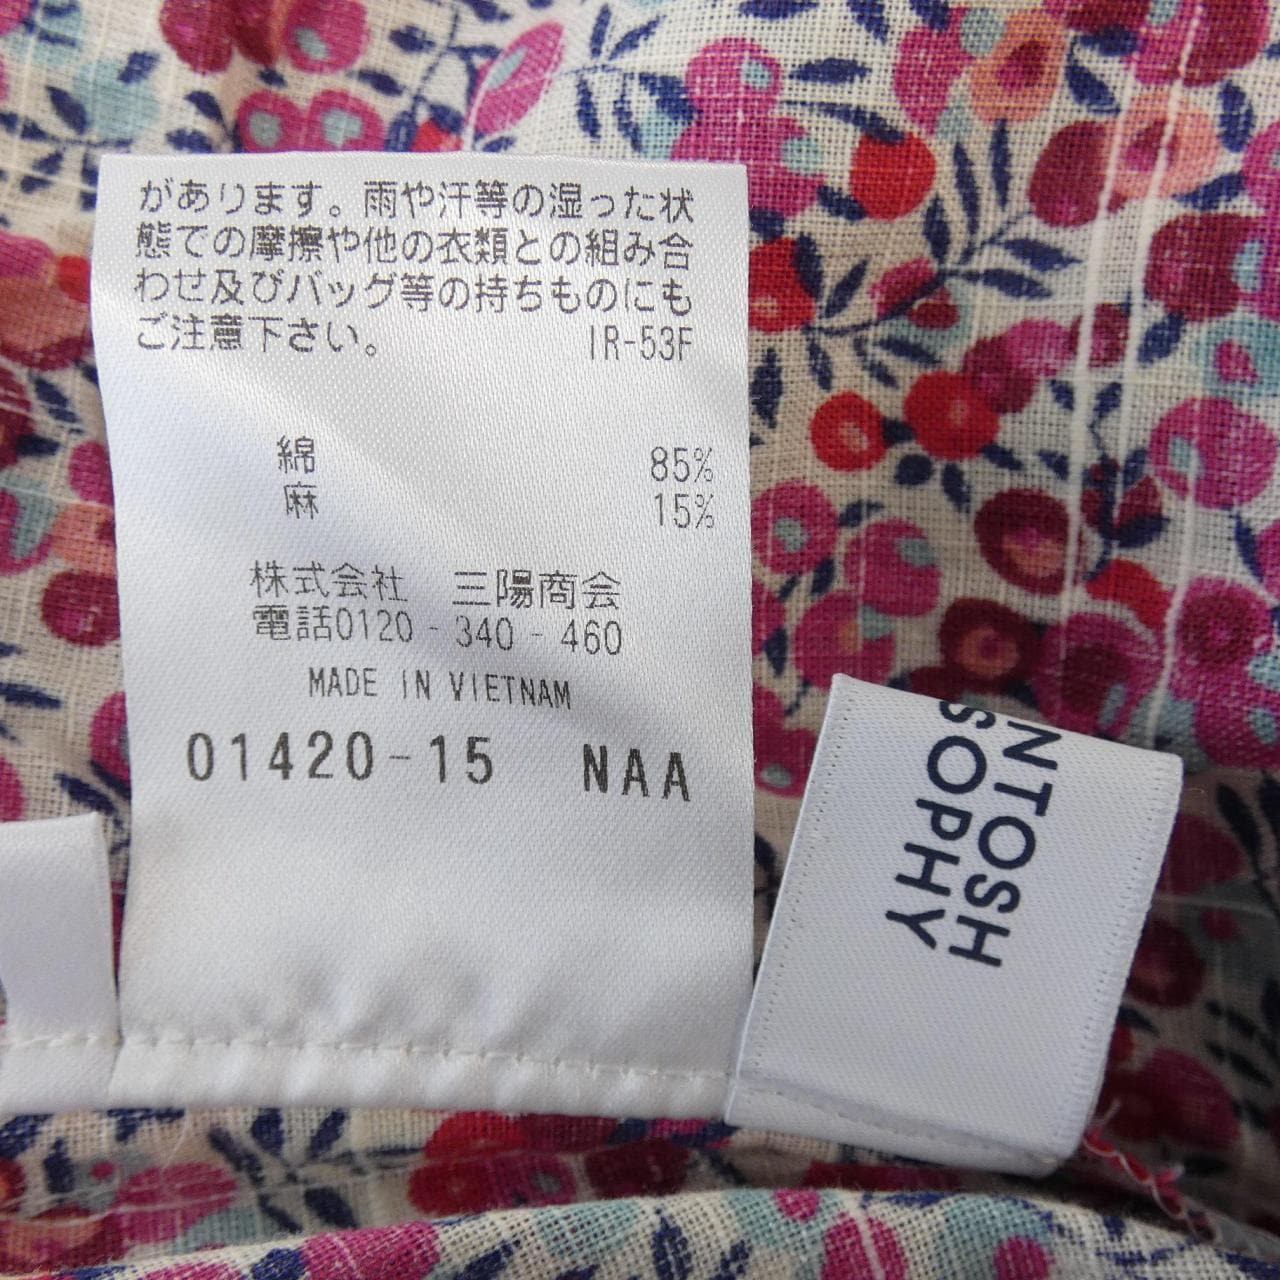 があります。雨や汗等の湿った状
態での摩擦や他の衣類との組み合
わせ及びバッグ等の持ちものにも
ご注意下さい。 IR-53F
綿 85%
麻 15%
株式会社 三陽商会
電話0120-340-460
MADE IN VIETNAM
01420-15 NAA
NTOSH
SOPHY